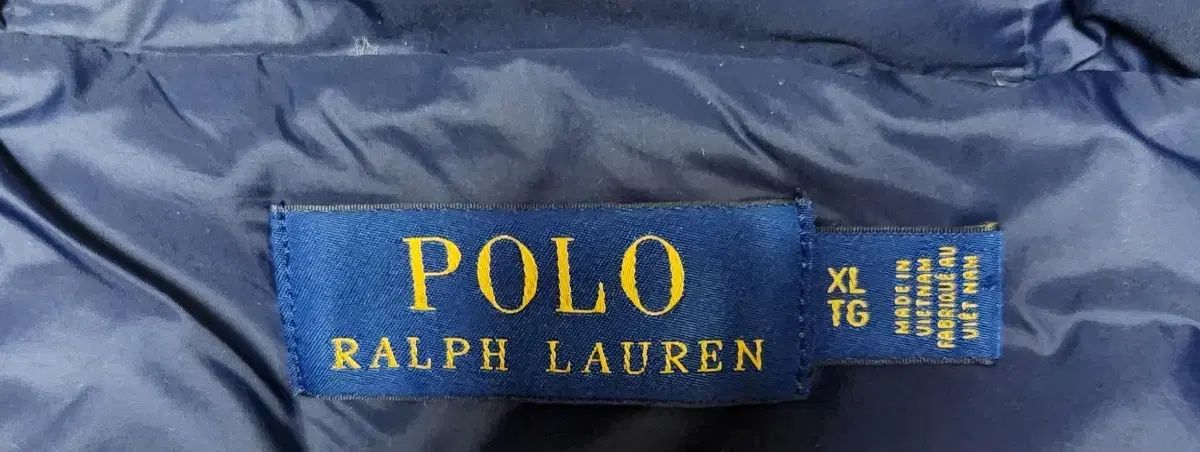 POLO
RALPH LAUREN
XL
TG
MADE IN
VIETNAM
FABRIQUÉ AU
VIÊT NAM